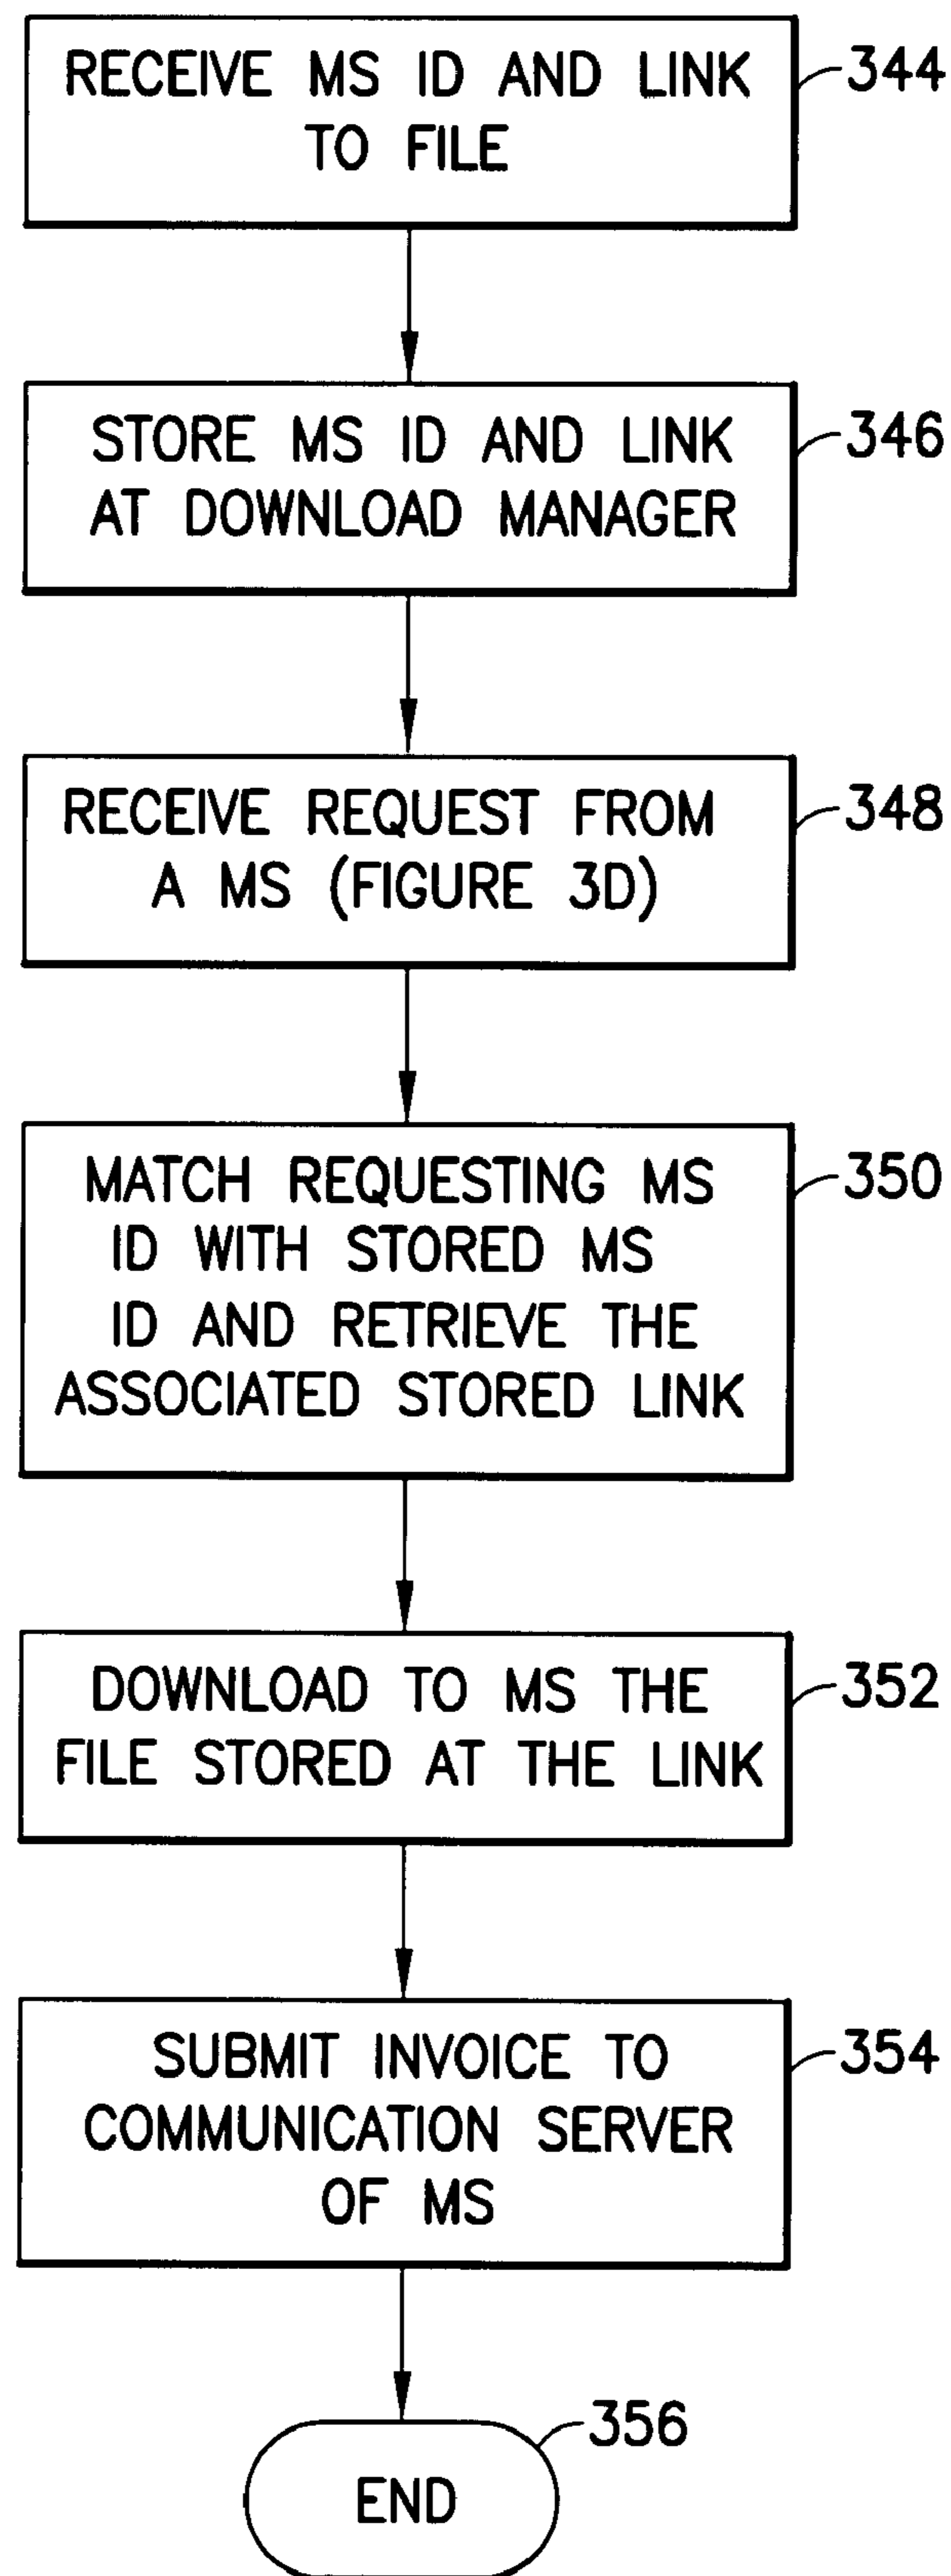 RECEIVE MS ID AND LINK
TO FILE
344
STORE MS ID AND LINK
AT DOWNLOAD MANAGER
346
RECEIVE REQUEST FROM
A MS (FIGURE 3D)
348
MATCH REQUESTING MS
ID WITH STORED MS
ID AND RETRIEVE THE
ASSOCIATED STORED LINK
350
DOWNLOAD TO MS THE
FILE STORED AT THE LINK
352
SUBMIT INVOICE TO
COMMUNICATION SERVER
OF MS
354
END
356